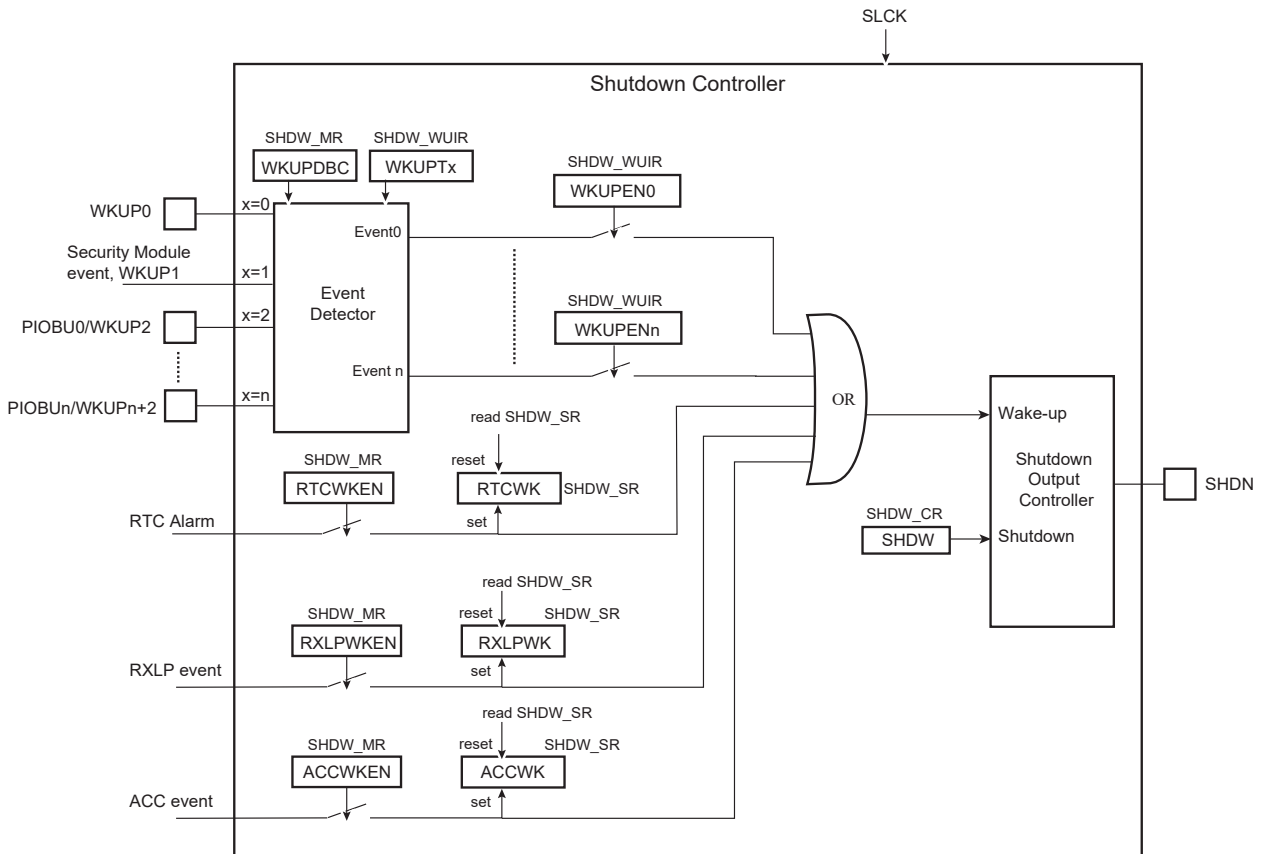 SLCK
Shutdown Controller
SHDW_MR
SHDW_WUIR
WKUPDBC
WKUPTx
SHDW_WUIR
WKUPEN0
WKUP0
x=0
Event0
Security Module
event, WKUP1
x=1
Event
Detector
SHDW_WUIR
WKUPENn
PIOBU0/WKUP2
x=2
Event n
PIOBUn/WKUPn+2
x=n
OR
Wake-up
Shutdown
Output
Controller
SHDN
read SHDW_SR
SHDW_MR
reset
RTCWKEN
RTCWK
SHDW_SR
RTC Alarm
set
SHDW_CR
SHDW
Shutdown
read SHDW_SR
SHDW_MR
reset
SHDW_SR
RXLPWKEN
RXLPWK
RXLP event
set
read SHDW_SR
SHDW_MR
reset
SHDW_SR
ACCWKEN
ACCWK
ACC event
set